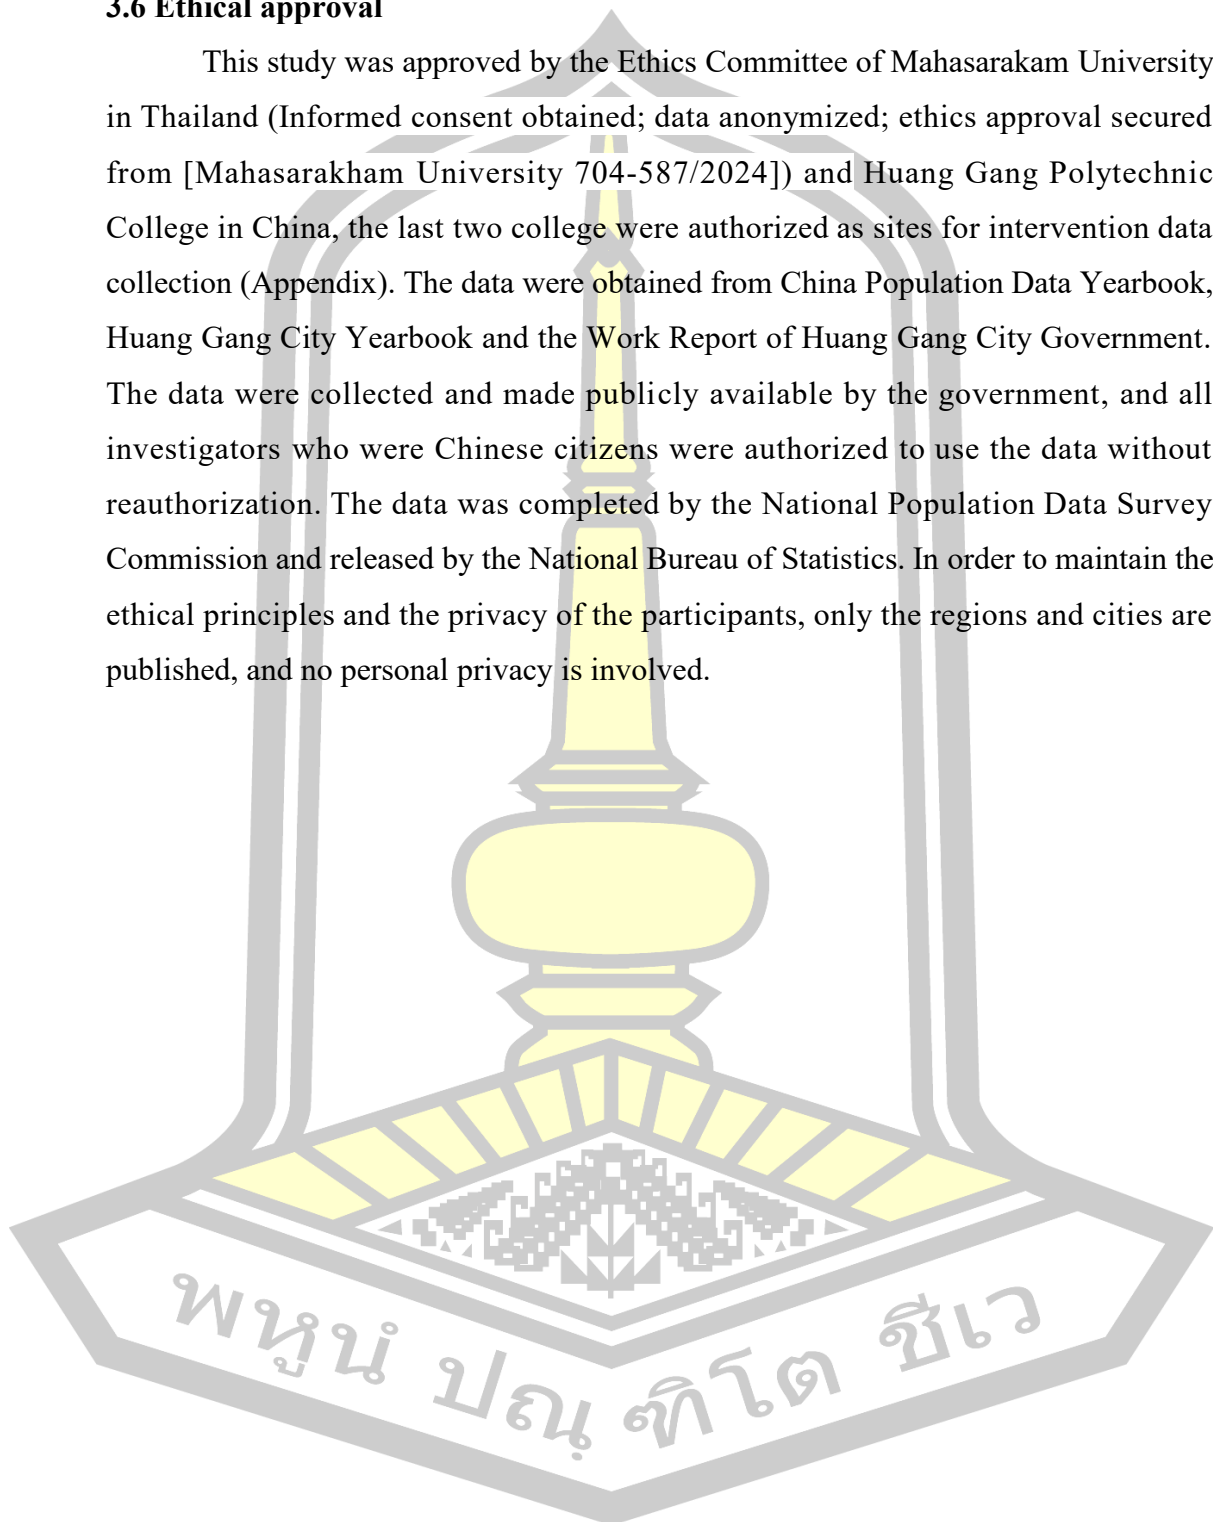 3.6 Ethical approval
This study was approved by the Ethics Committee of Mahasarakam University
in Thailand (Informed consent obtained; data anonymized; ethics approval secured
from [Mahasarakham University 704-587/2024]) and Huang Gang Polytechnic
College in China, the last two college were authorized as sites for intervention data
collection (Appendix). The data were obtained from China Population Data Yearbook,
Huang Gang City Yearbook and the Work Report of Huang Gang City Government.
The data were collected and made publicly available by the government, and all
investigators who were Chinese citizens were authorized to use the data without
reauthorization. The data was completed by the National Population Data Survey
Commission and released by the National Bureau of Statistics. In order to maintain the
ethical principles and the privacy of the participants, only the regions and cities are
published, and no personal privacy is involved.
พหูนํ ปณฺ ฑิโต ชีเว